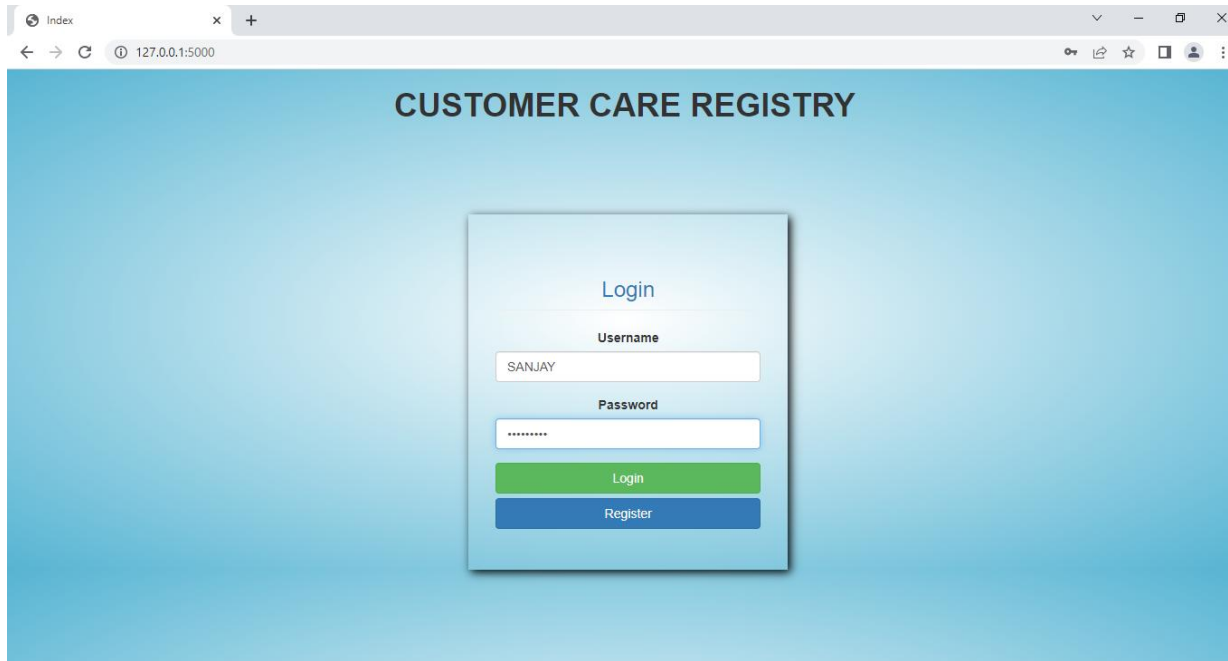 Index
127.0.0.1:5000
CUSTOMER CARE REGISTRY
Login
Username
SANJAY
Password
•••••••••
Login
Register